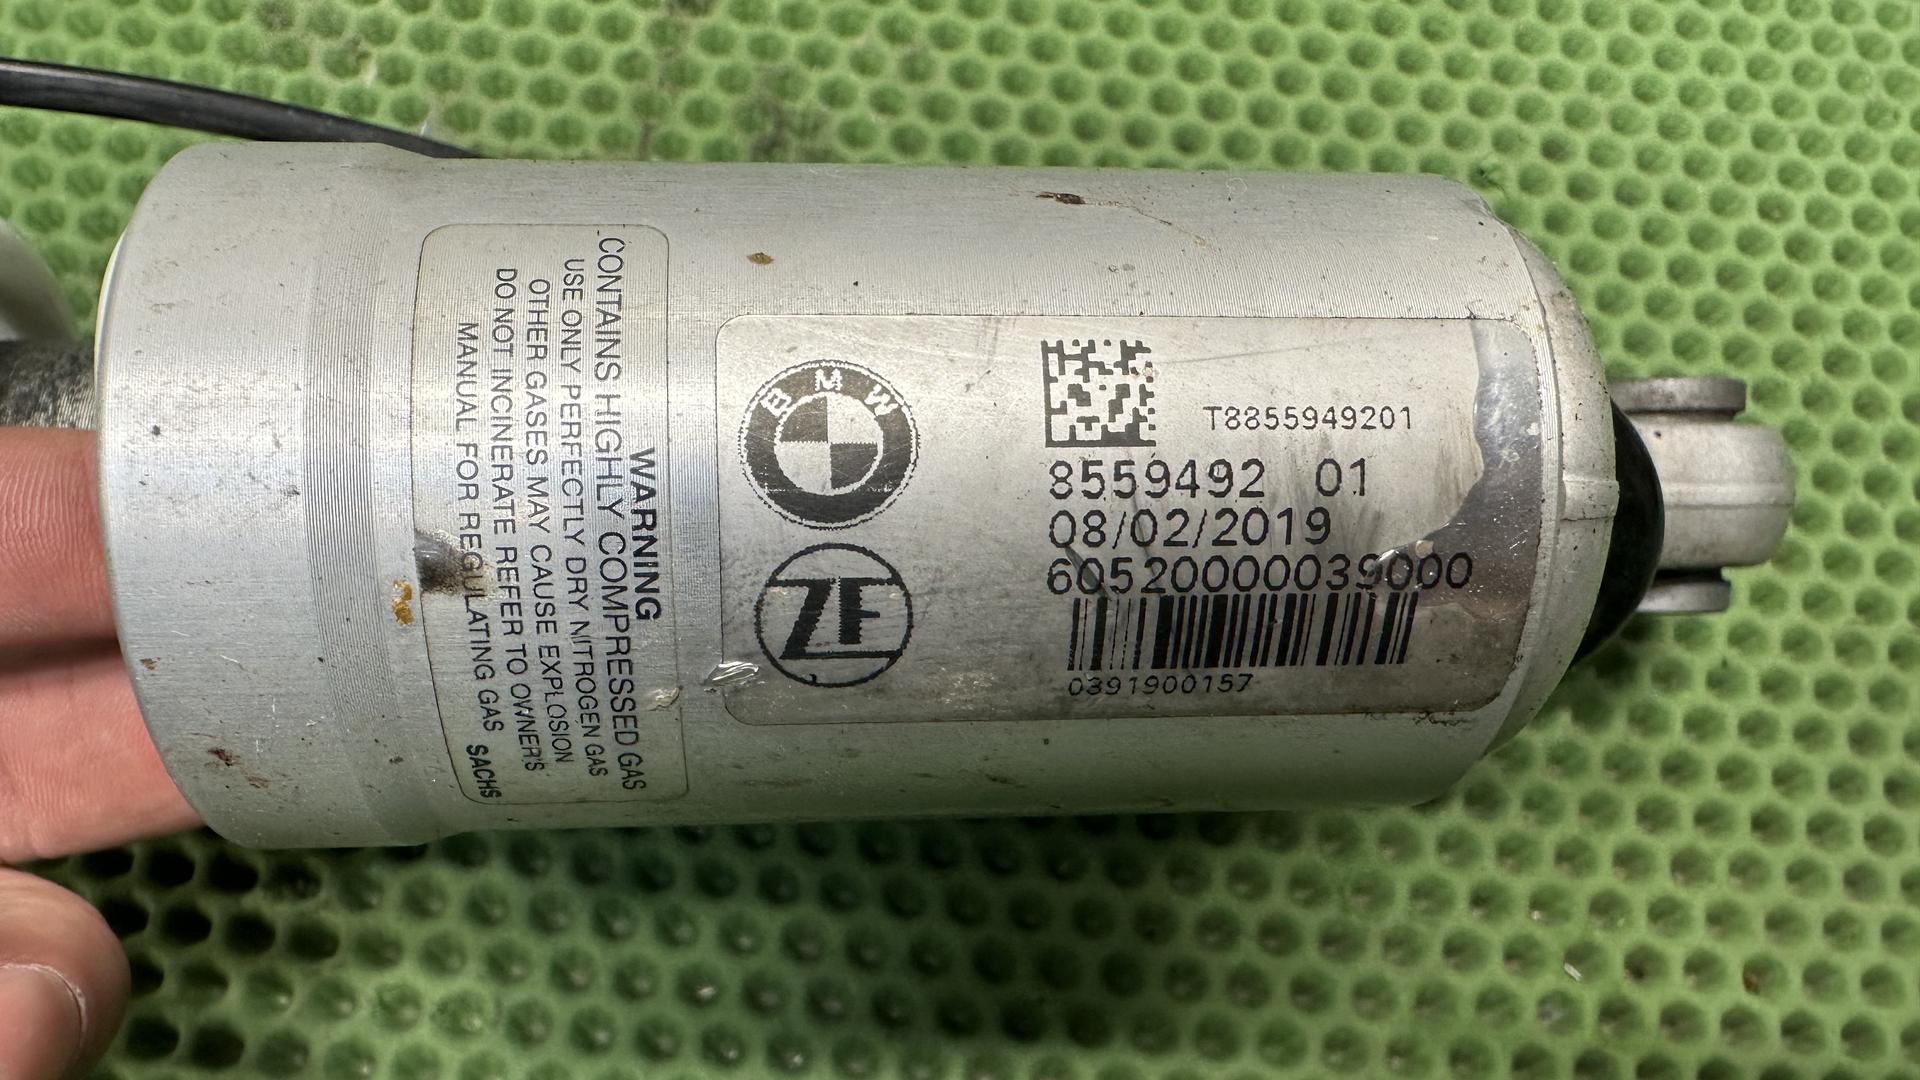 WARNING
CONTAINS HIGHLY COMPRESSED GAS
USE ONLY PERFECTLY DRY NITROGEN GAS
OTHER GASES MAY CAUSE EXPLOSION
DO NOT INCINERATE REFER TO OWNER'S
MANUAL FOR REGULATING GAS SACHS
BMW
ZF
T8855949201
8559492 01
08/02/2019
60520000039000
0391900157